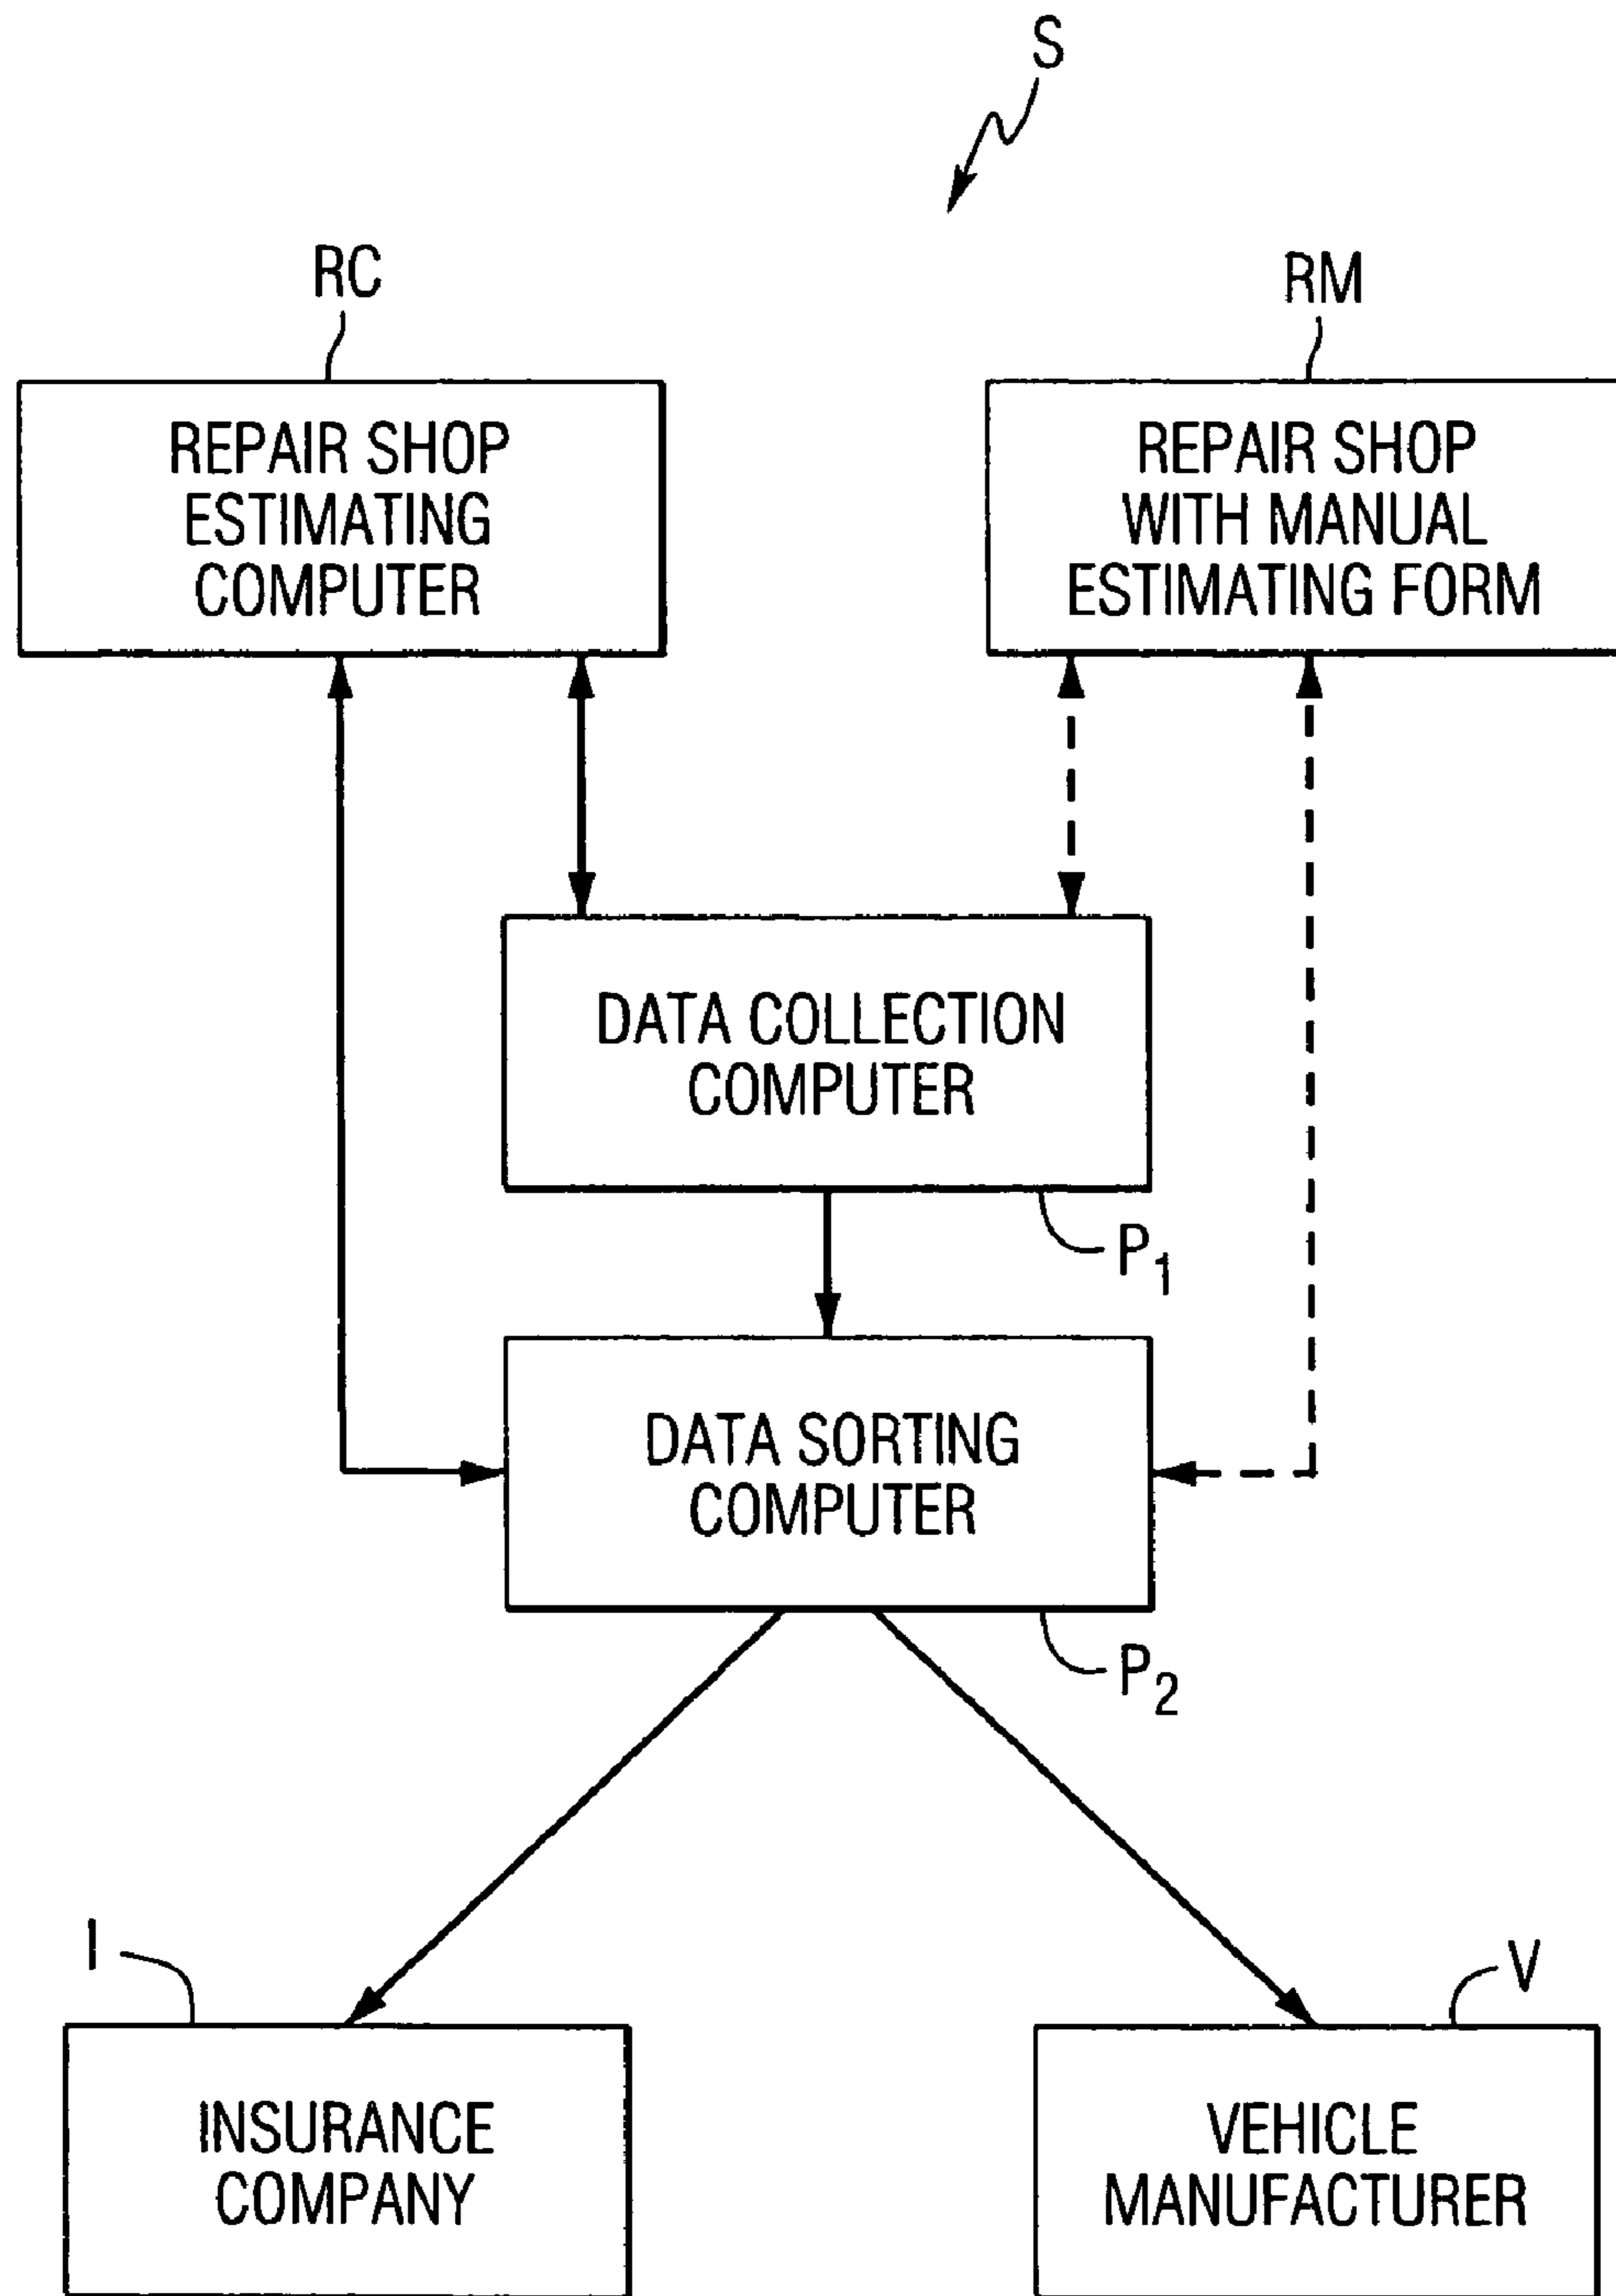 S
RC
RM
REPAIR SHOP
ESTIMATING
COMPUTER
REPAIR SHOP
WITH MANUAL
ESTIMATING FORM
DATA COLLECTION
COMPUTER
P1
DATA SORTING
COMPUTER
P2
I
V
INSURANCE
COMPANY
VEHICLE
MANUFACTURER